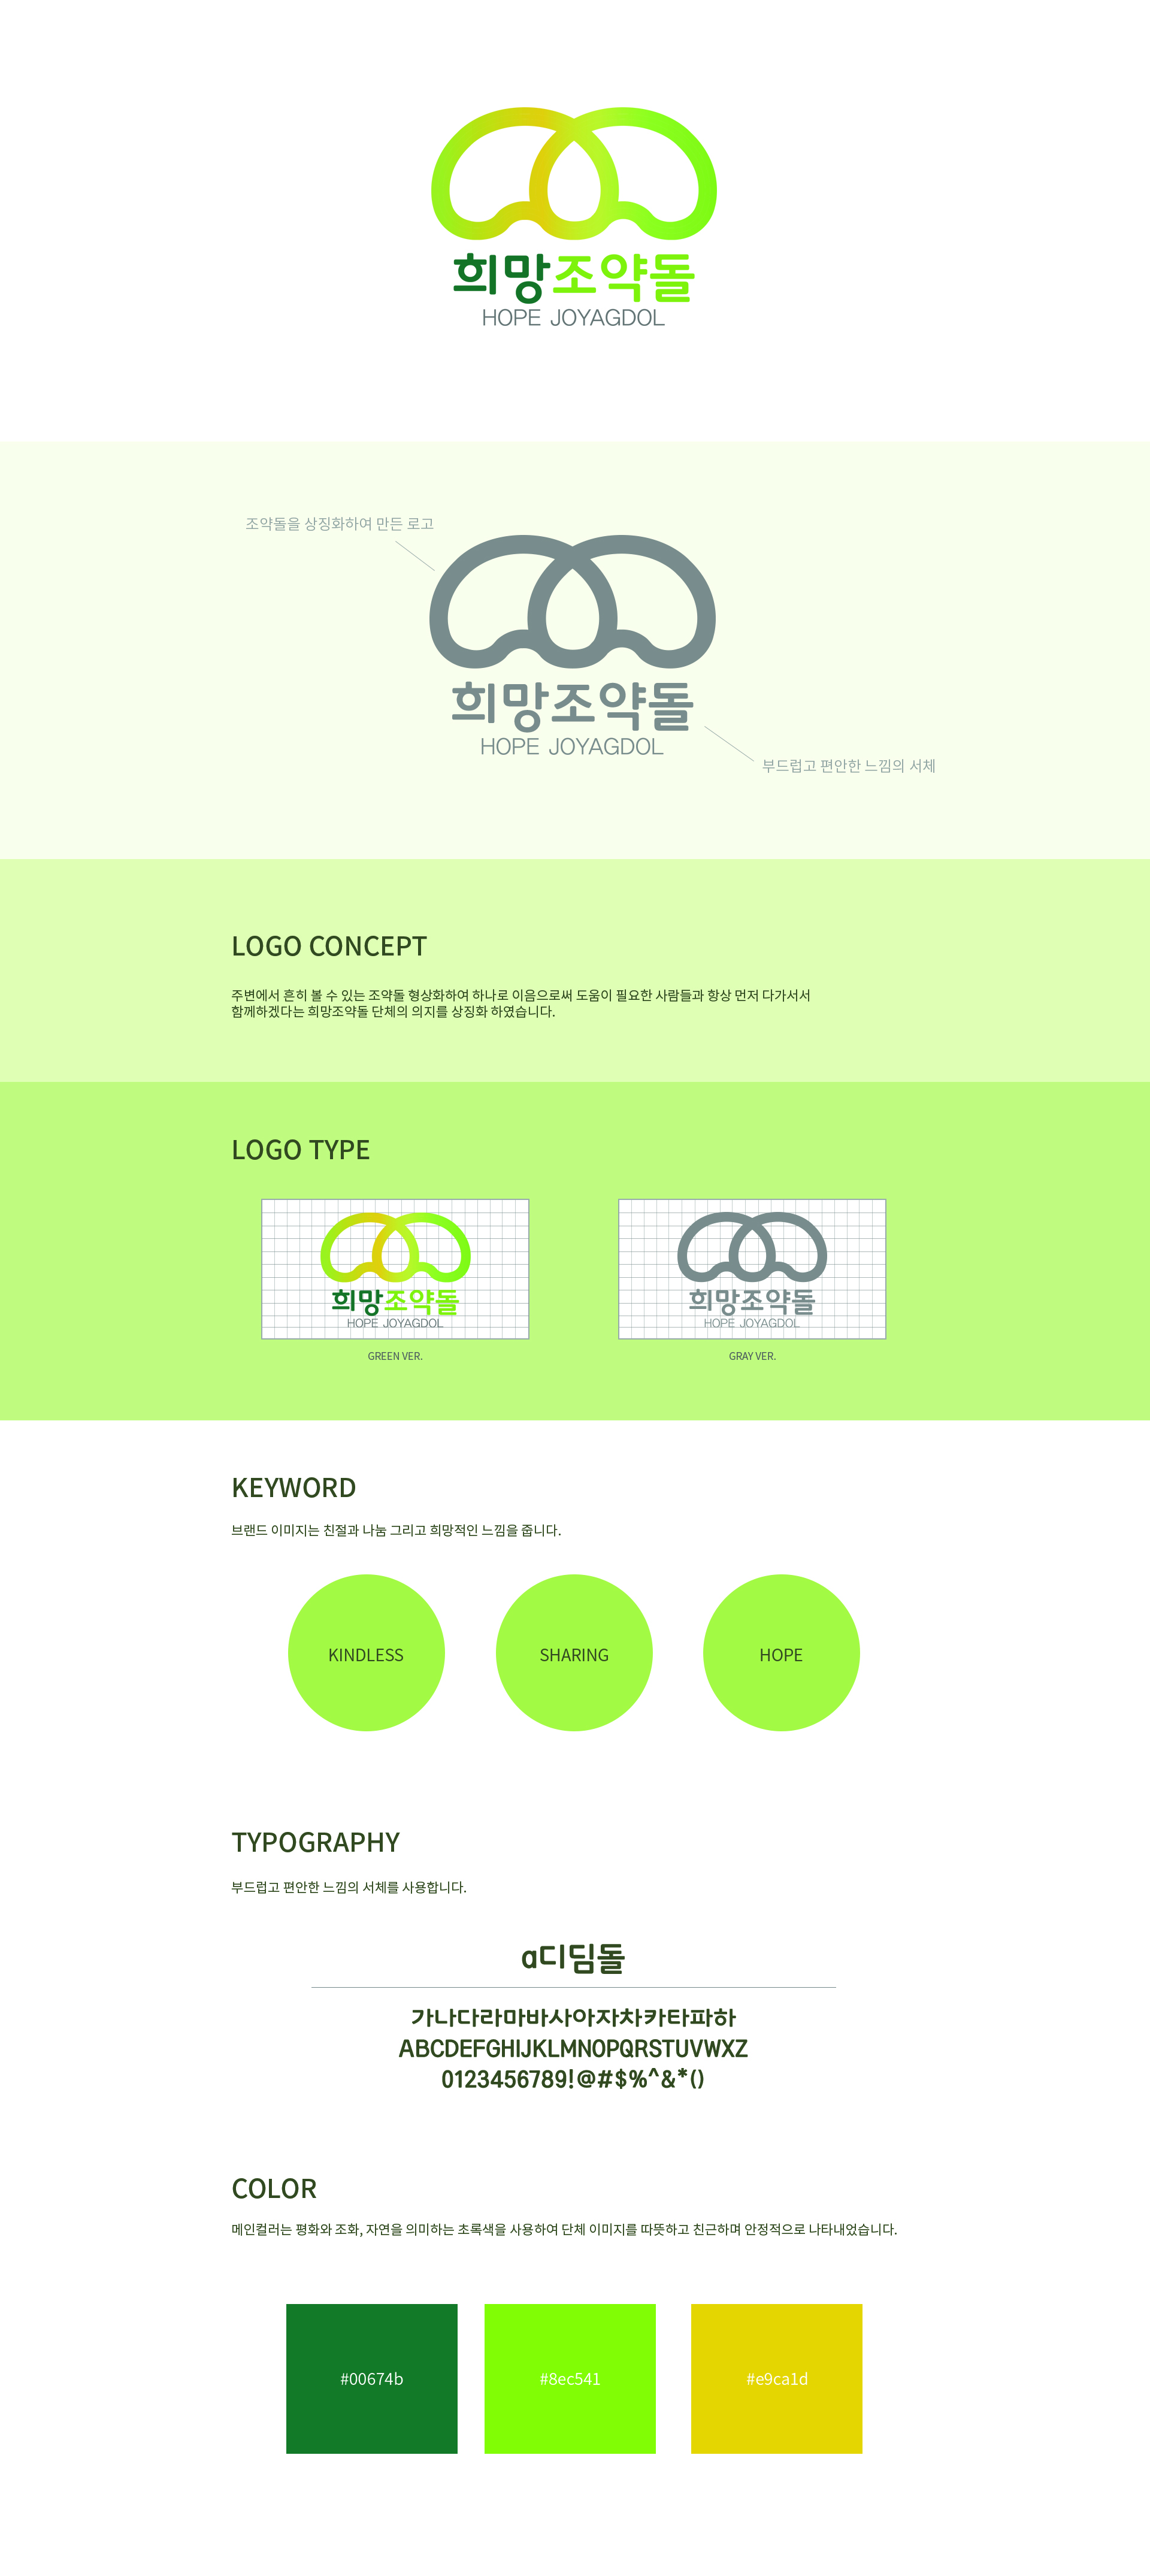 희망조약돌
HOPE JOYAGDOL
조약돌을 상징화하여 만든 로고
희망조약돌
HOPE JOYAGDOL
부드럽고 편안한 느낌의 서체
LOGO CONCEPT
주변에서 흔히 볼 수 있는 조약돌 형상화하여 하나로 이음으로써 도움이 필요한 사람들과 항상 먼저 다가서서
함께하겠다는 희망조약돌 단체의 의지를 상징화 하였습니다.
LOGO TYPE
희망조약돌
HOPE JOYAGDOL
GREEN VER.
희망조약돌
HOPE JOYAGDOL
GRAY VER.
KEYWORD
브랜드 이미지는 친절과 나눔 그리고 희망적인 느낌을 줍니다.
KINDLESS
SHARING
HOPE
TYPOGRAPHY
부드럽고 편안한 느낌의 서체를 사용합니다.
a디딤돌
가나다라마바사아자차카타파하
ABCDEFGHIJKLMNOPQRSTUVWXZ
0123456789!@#$%^&*()
COLOR
메인컬러는 평화와 조화, 자연을 의미하는 초록색을 사용하여 단체 이미지를 따뜻하고 친근하며 안정적으로 나타내었습니다.
#00674b
#8ec541
#e9ca1d